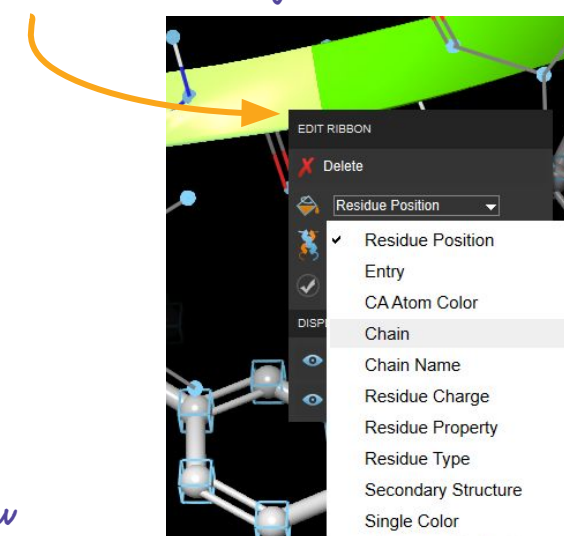 EDIT RIBBON
Delete
Residue Position
Residue Position
Entry
CA Atom Color
Chain
Chain Name
Residue Charge
Residue Property
Residue Type
Secondary Structure
Single Color